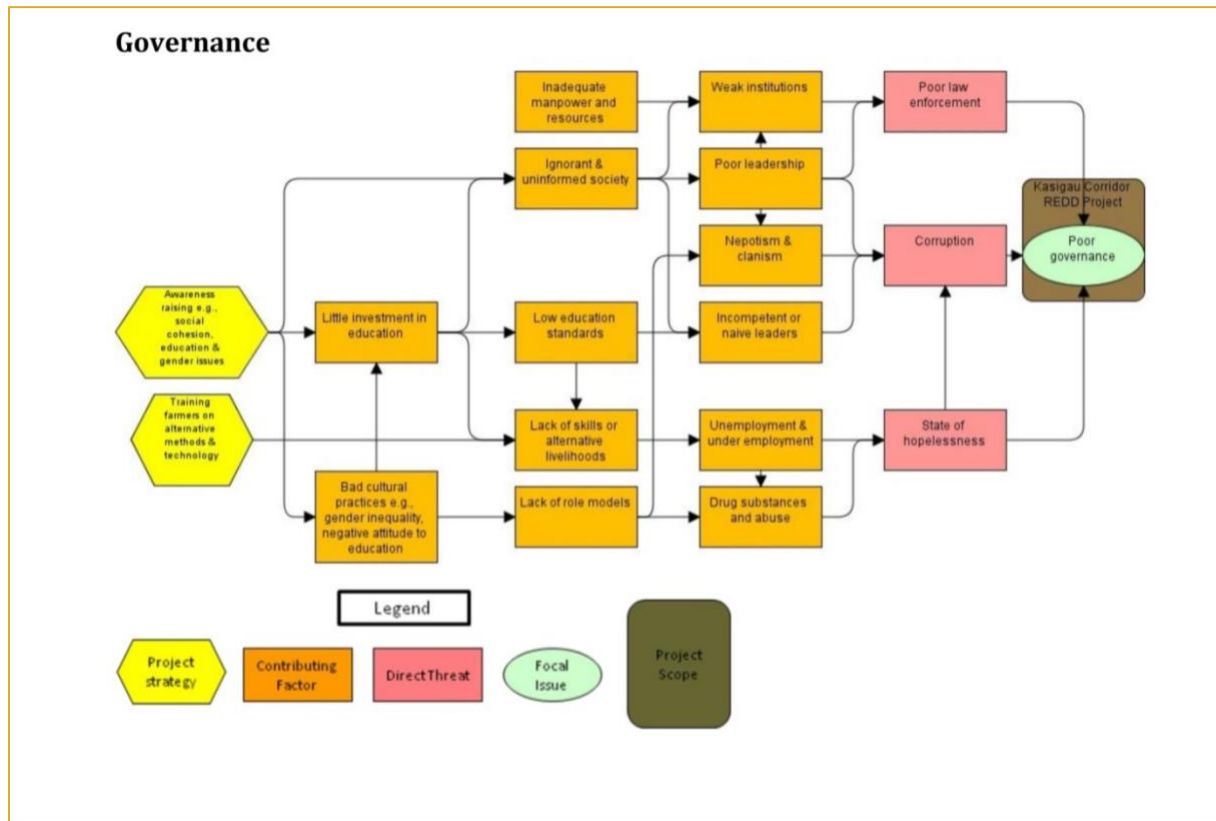 Governance
Inadequate
manpower and
resources
Weak institutions
Poor law
enforcement
Ignorant &
uninformed society
Poor leadership
Kasigau Corridor
REDD Project
Nepotism &
clanism
Corruption
Poor
governance
Awareness
raising e.g.,
social
cohesion,
education &
gender issues
Little investment in
education
Low education
standards
Incompetent or
naive leaders
Training
farmers on
alternative
methods &
technology
Lack of skills or
alternative
livelihoods
Unemployment &
under employment
State of
hopelessness
Bad cultural
practices e.g.,
gender inequality,
negative attitude to
education
Lack of role models
Drug substances
and abuse
Legend
Project
strategy
Contributing
Factor
Direct Threat
Focal
Issue
Project
Scope